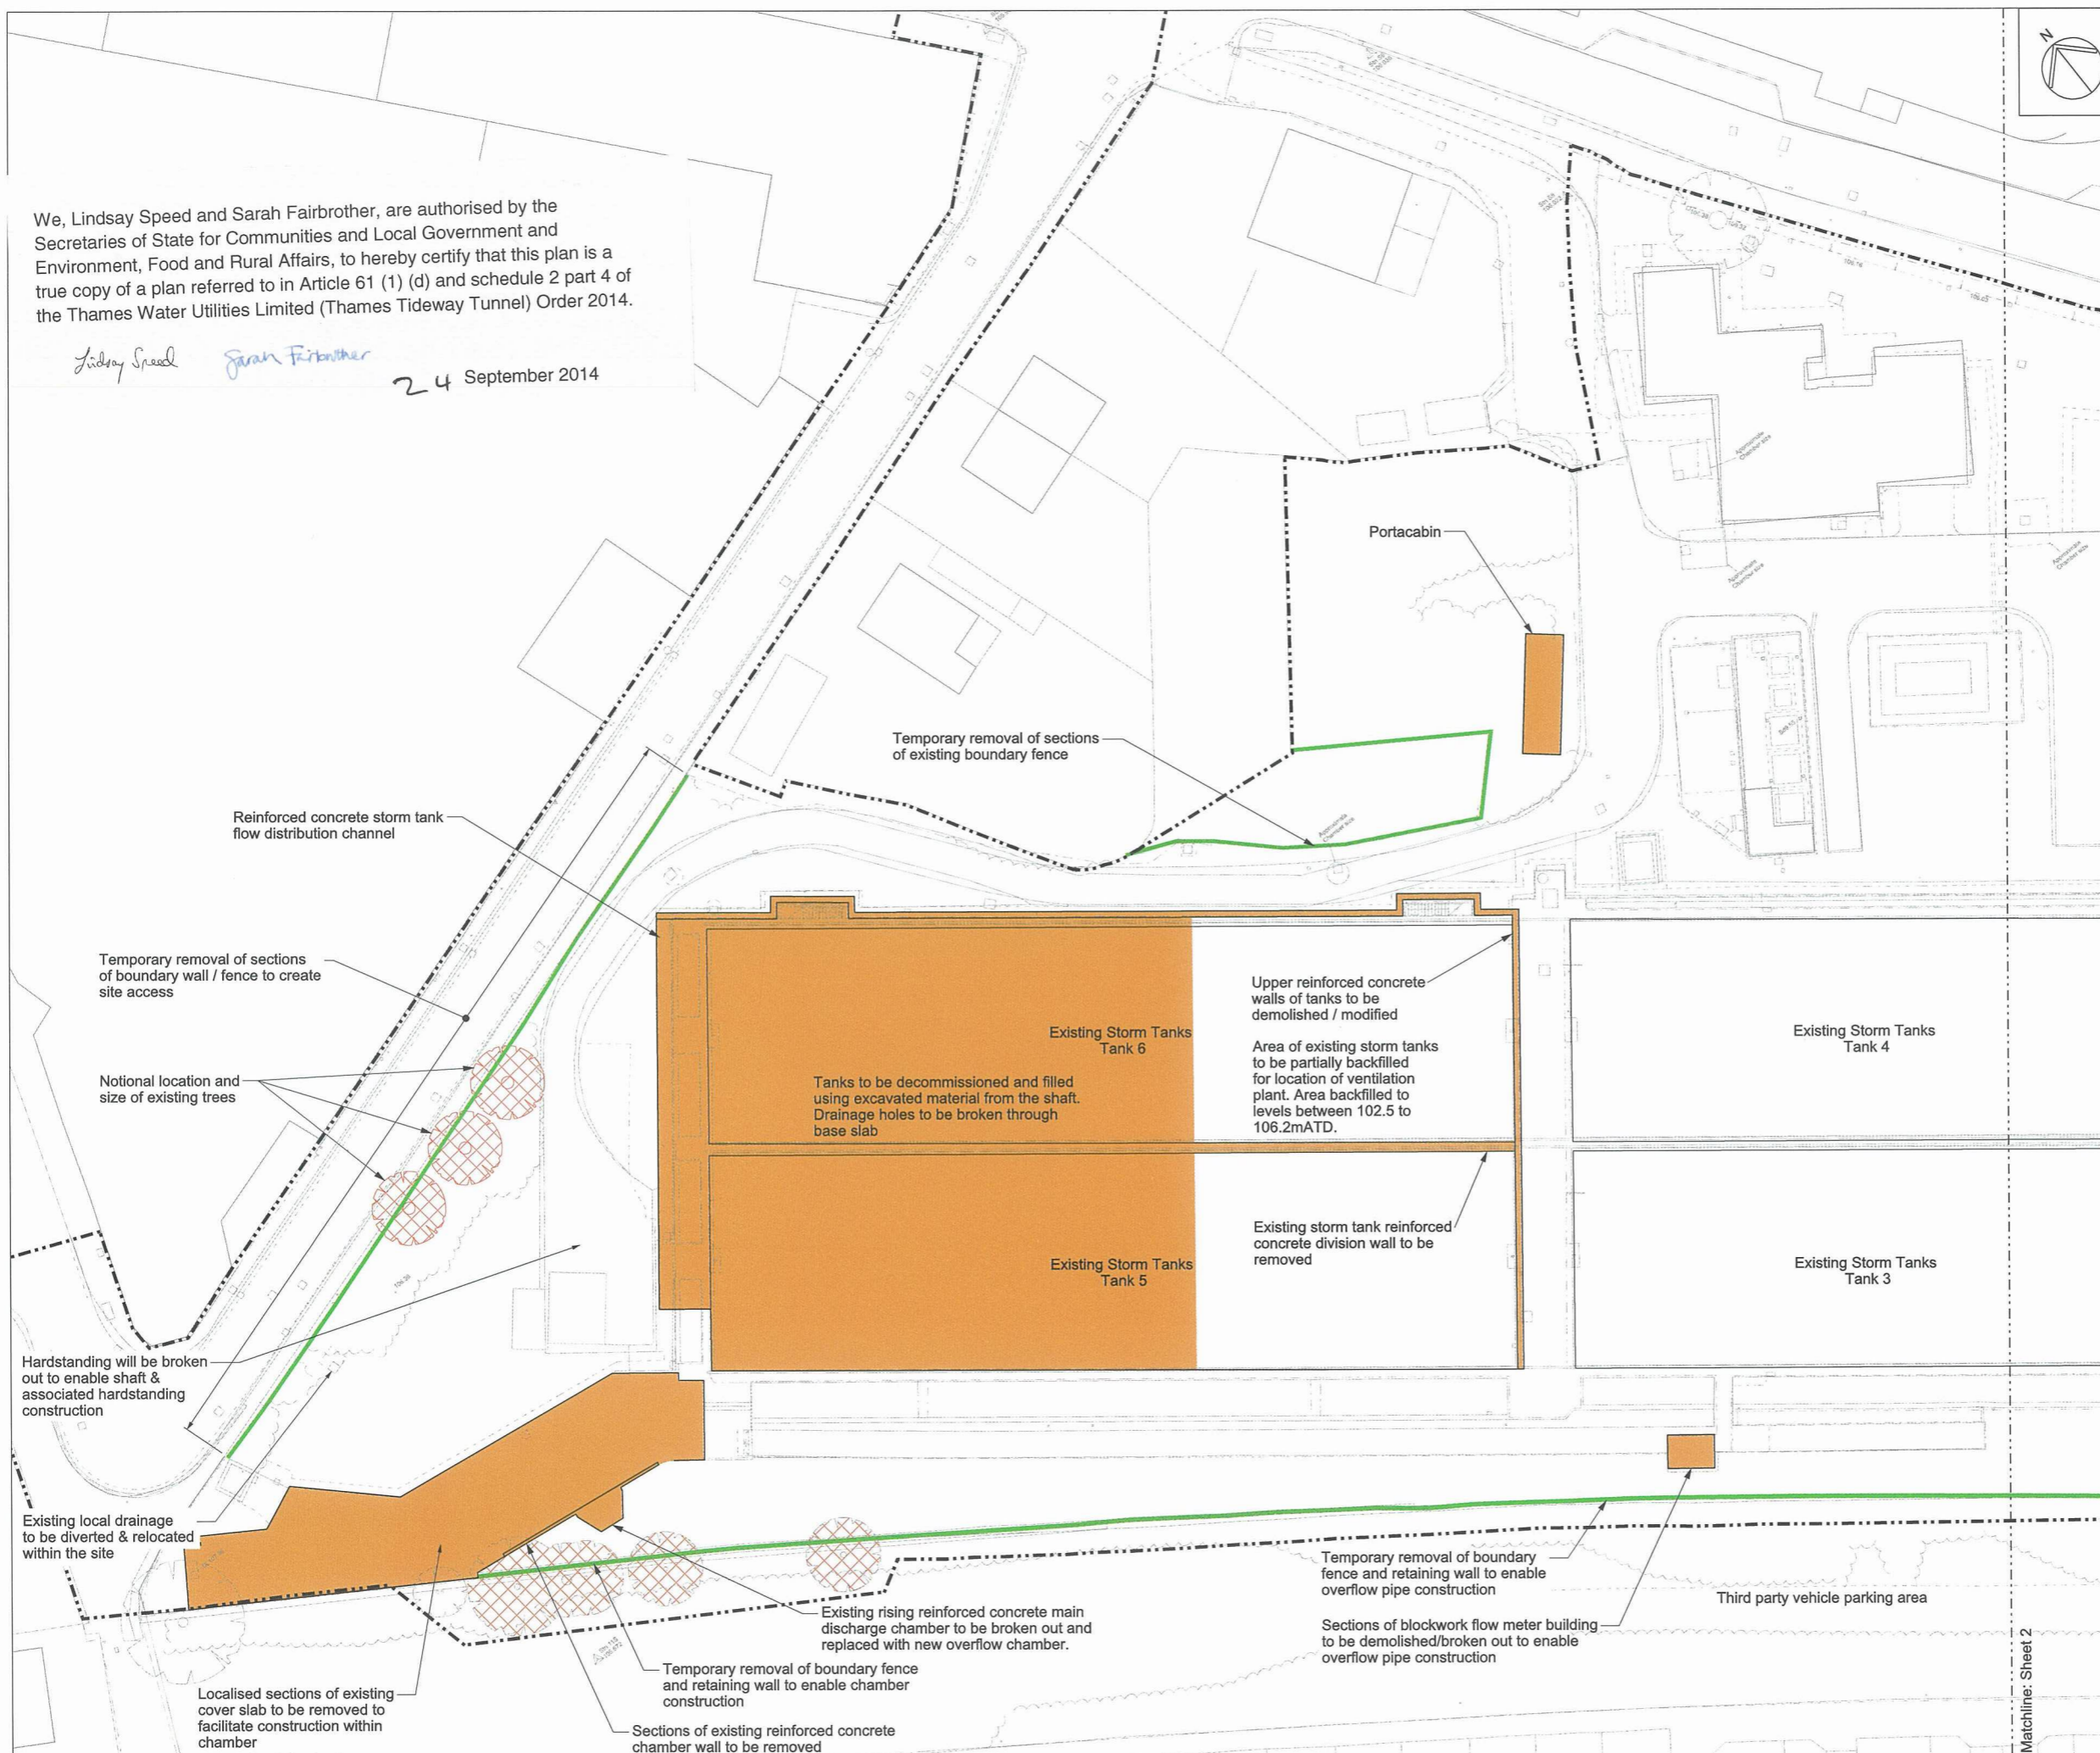 N
We, Lindsay Speed and Sarah Fairbrother, are authorised by the
Secretaries of State for Communities and Local Government and
Environment, Food and Rural Affairs, to hereby certify that this plan is a
true copy of a plan referred to in Article 61 (1) (d) and schedule 2 part 4 of
the Thames Water Utilities Limited (Thames Tideway Tunnel) Order 2014.
Lindsay Speed Sarah Fairbrother
24 September 2014
Approximate
Chamber size
Portacabin
Approximate
Chamber size
Approximate
Chamber size
Temporary removal of sections
of existing boundary fence
Reinforced concrete storm tank
flow distribution channel
Approximate
Chamber size
Temporary removal of sections
of boundary wall / fence to create
site access
Upper reinforced concrete
walls of tanks to be
demolished / modified
Existing Storm Tanks
Tank 6
Existing Storm Tanks
Tank 4
Area of existing storm tanks
to be partially backfilled
for location of ventilation
plant. Area backfilled to
levels between 102.5 to
106.2mATD.
Notional location and
size of existing trees
Tanks to be decommissioned and filled
using excavated material from the shaft.
Drainage holes to be broken through
base slab
Existing storm tank reinforced
concrete division wall to be
removed
Existing Storm Tanks
Tank 5
Existing Storm Tanks
Tank 3
Hardstanding will be broken
out to enable shaft &
associated hardstanding
construction
Existing local drainage
to be diverted & relocated
within the site
Temporary removal of boundary
fence and retaining wall to enable
overflow pipe construction
Third party vehicle parking area
Existing rising reinforced concrete main
discharge chamber to be broken out and
replaced with new overflow chamber.
Sections of blockwork flow meter building
to be demolished/broken out to enable
overflow pipe construction
Temporary removal of boundary fence
and retaining wall to enable chamber
construction
Localised sections of existing
cover slab to be removed to
facilitate construction within
chamber
Sections of existing reinforced concrete
chamber wall to be removed
Matchline: Sheet 2